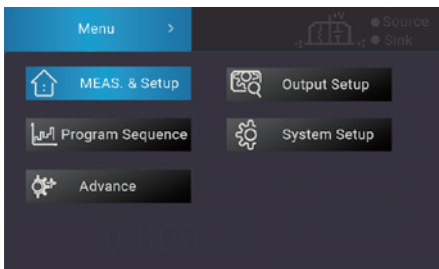 Menu >
Source
Sink
MEAS. & Setup
Output Setup
Program Sequence
System Setup
Advance